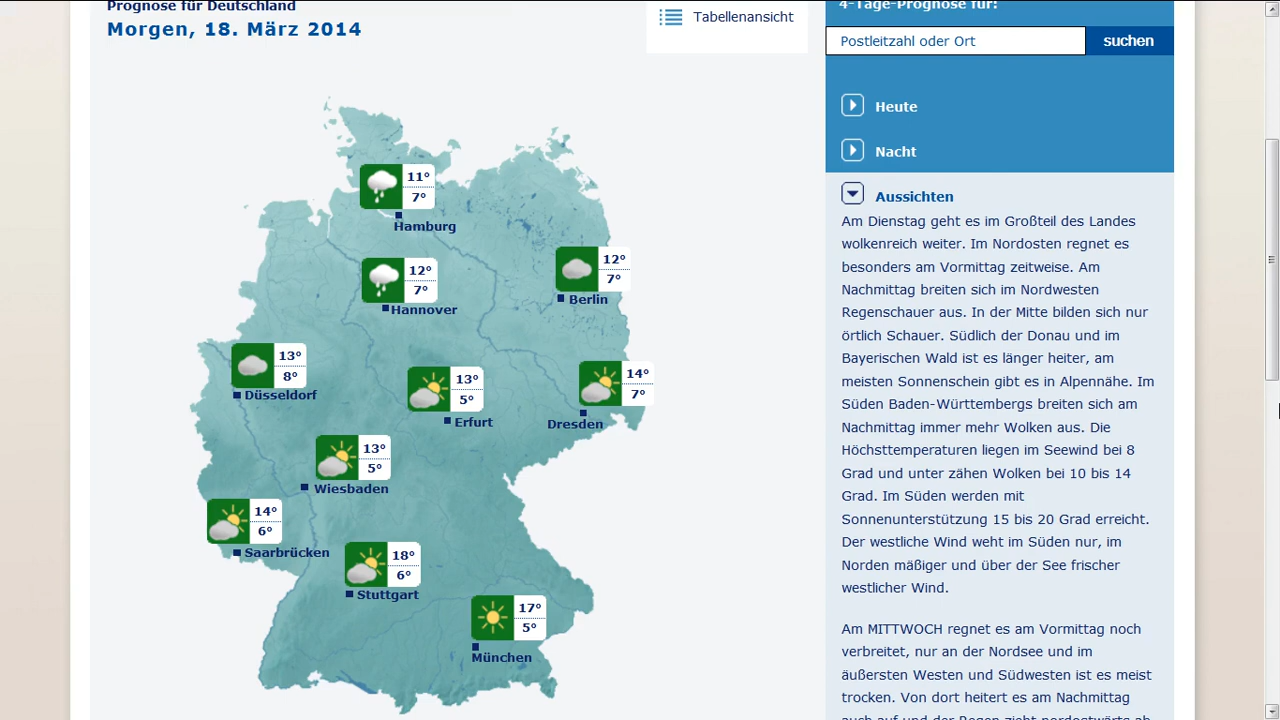 Prognose für Deutschland
Morgen, 18. März 2014
Tabellenansicht
11°
7°
Hamburg
12°
7°
Hannover
12°
7°
Berlin
13°
8°
Düsseldorf
13°
5°
Erfurt
14°
7°
Dresden
13°
5°
Wiesbaden
14°
6°
Saarbrücken
18°
6°
Stuttgart
17°
5°
München
4-Tage-Prognose für:
Postleitzahl oder Ort
suchen
Heute
Nacht
Aussichten
Am Dienstag geht es im Großteil des Landes
wolkenreich weiter. Im Nordosten regnet es
besonders am Vormittag zeitweise. Am
Nachmittag breiten sich im Nordwesten
Regenschauer aus. In der Mitte bilden sich nur
örtlich Schauer. Südlich der Donau und im
Bayerischen Wald ist es länger heiter, am
meisten Sonnenschein gibt es in Alpennähe. Im
Süden Baden-Württembergs breiten sich am
Nachmittag immer mehr Wolken aus. Die
Höchsttemperaturen liegen im Seewind bei 8
Grad und unter zähen Wolken bei 10 bis 14
Grad. Im Süden werden mit
Sonnenunterstützung 15 bis 20 Grad erreicht.
Der westliche Wind weht im Süden nur, im
Norden mäßiger und über der See frischer
westlicher Wind.
Am MITTWOCH regnet es am Vormittag noch
verbreitet, nur an der Nordsee und im
äußersten Westen und Südwesten ist es meist
trocken. Von dort heitert es am Nachmittag
auch auf und der Regen zieht nordostwärts ab